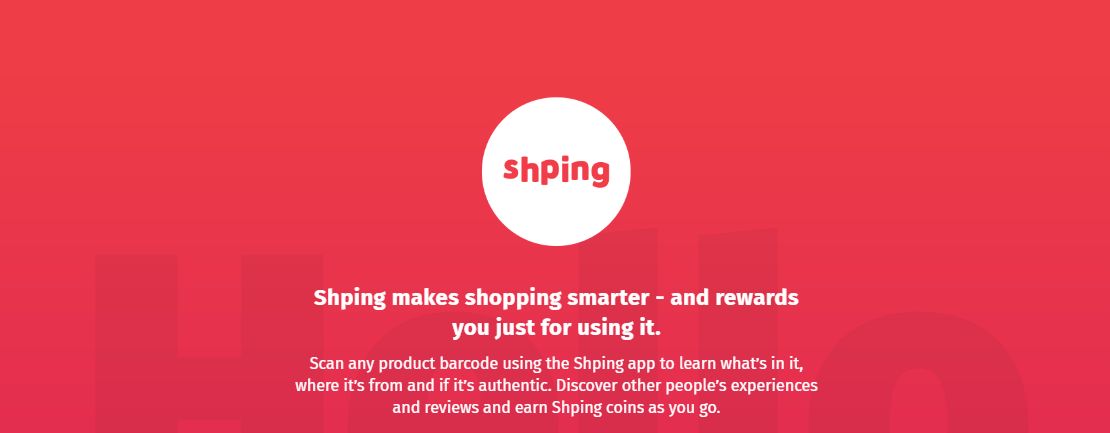 shping
Hello
Shping makes shopping smarter - and rewards
you just for using it.
Scan any product barcode using the Shping app to learn what's in it,
where it's from and if it's authentic. Discover other people's experiences
and reviews and earn Shping coins as you go.